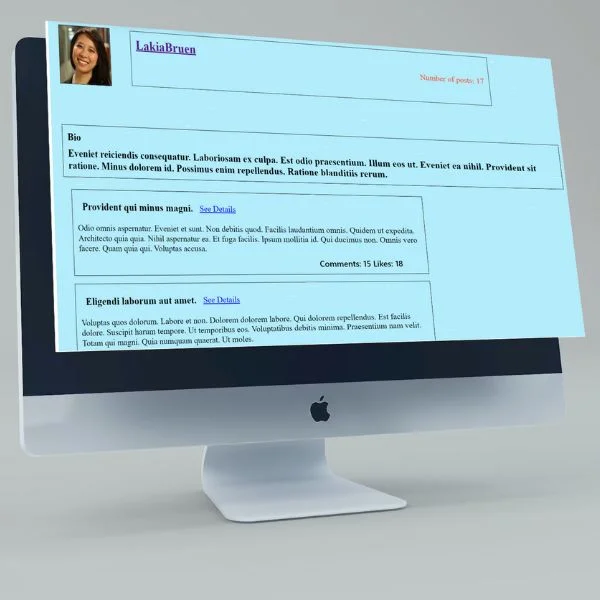 LakiaBruen
Number of posts: 17
Bio
Eveniet reiciendis consequatur. Laboriosam ex culpa. Est odio praesentium. Illum eos ut. Eveniet ea nihil. Provident sit
ratione. Minus dolorem id. Possimus enim repellendus. Ratione blanditiis rerum.
Provident qui minus magni. See Details
Odio omnis aspernatur. Eveniet et sunt. Non debitis quod. Facilis laudantium omnis. Quidem ut expedita.
Architecto quia quia. Nihil aspernatur ea. Et fuga facilis. Ipsum mollitia id. Qui ducimus non. Omnis vero
facere. Quam quia qui. Voluptas accusa.
Comments: 15 Likes: 18
Eligendi laborum aut amet. See Details
Voluptas quos dolorum. Labore et non. Dolorem dolorem labore. Qui dolorem repellendus. Est facilis
dolore. Suscipit harum tempore. Ut temporibus eos. Voluptatibus debitis minima. Praesentium nam velit.
Totam qui magni. Quia numquam quaerat. Ut moles.